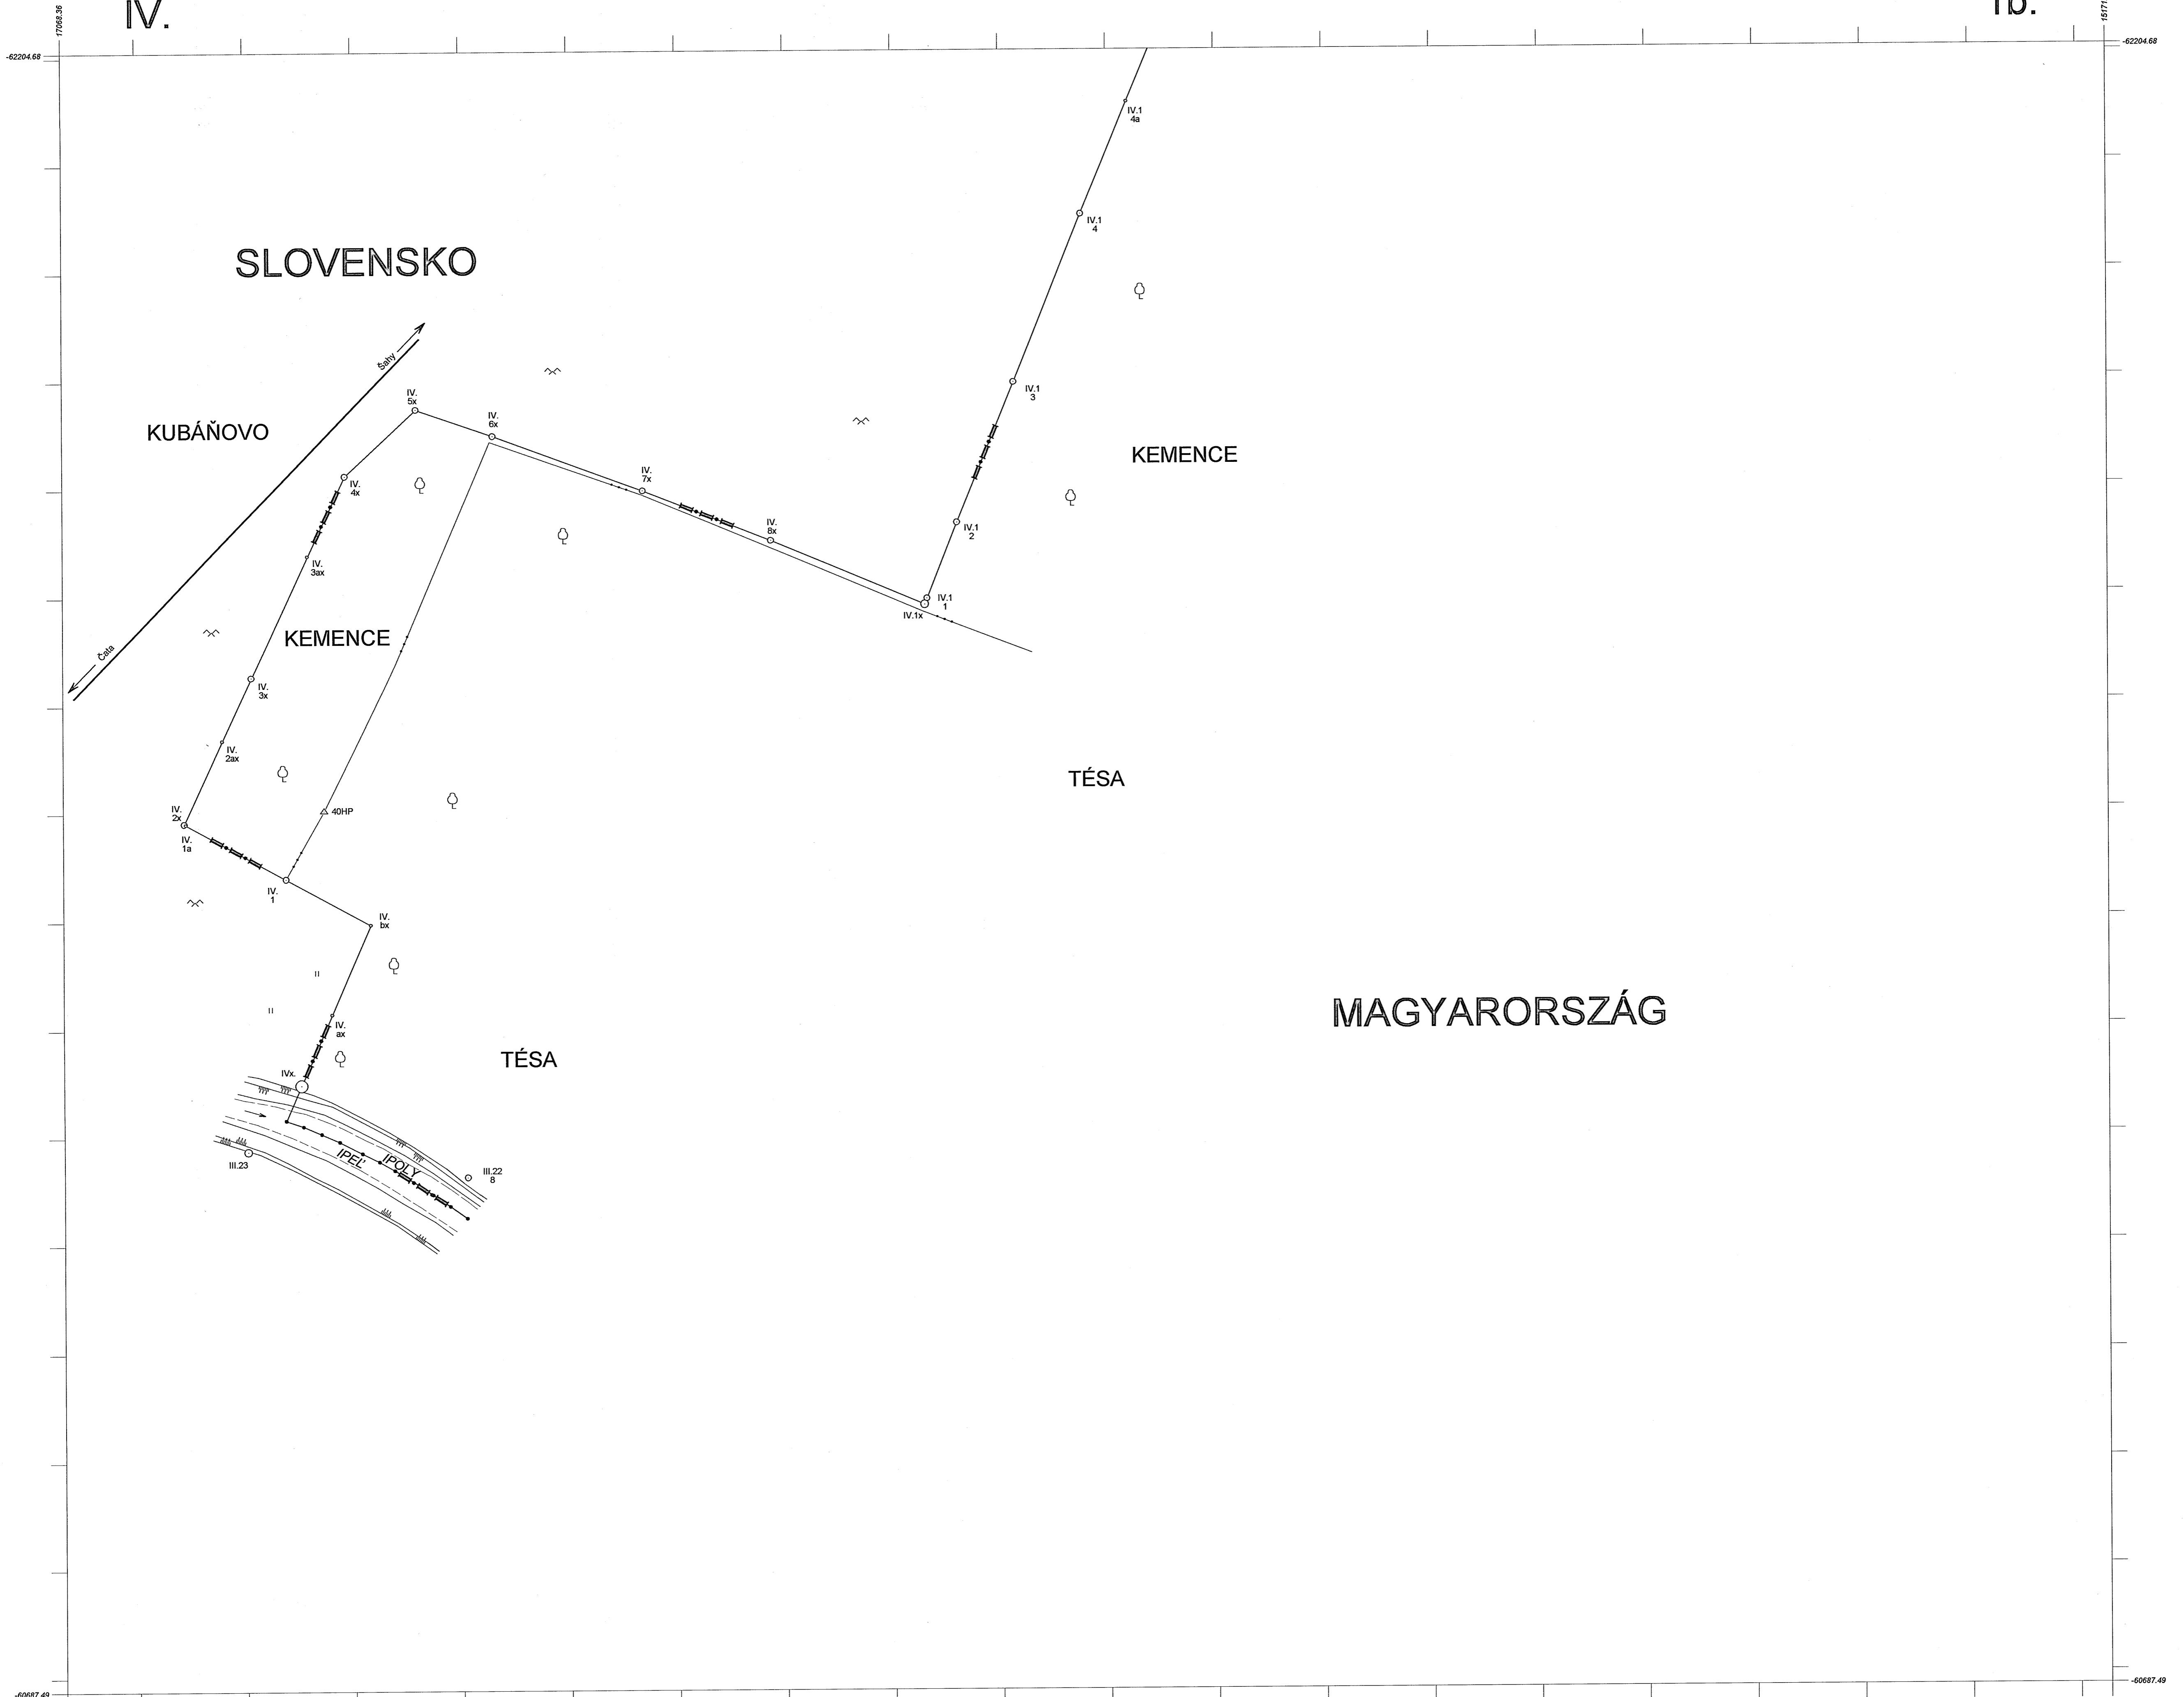 IV.
1b.
17068.36
15171
-62204.68
-62204.68
IV.1
4a
IV.1
4
SLOVENSKO
Šahy
IV.
5x
IV.1
3
IV.
6x
KUBÁŇOVO
KEMENCE
IV.
7x
IV.
4x
IV.
8x
IV.1
2
IV.
3ax
IV.1
1
IV.1x
KEMENCE
Čata
IV.
3x
IV.
2ax
TÉSA
IV.
2x
40HP
IV.
1a
IV.
1
IV.
bx
MAGYARORSZÁG
IV.
ax
TÉSA
IVx.
IPEĽ
IPOLY
III.23
III.22
8
-60687.49
-60687.49